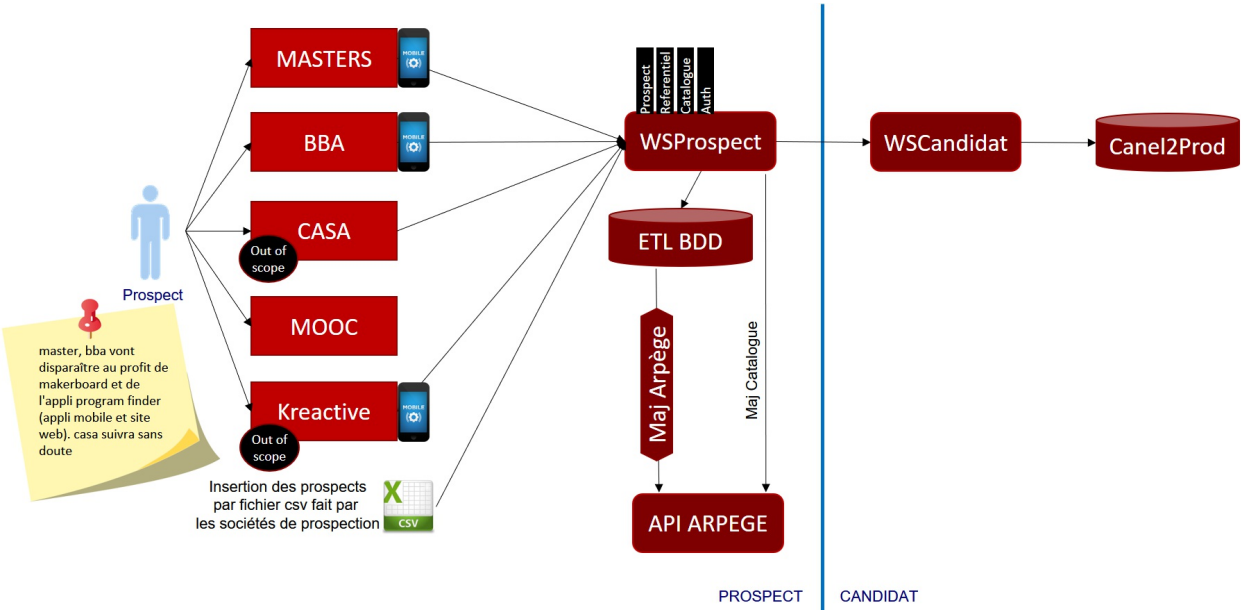 MASTERS
MOBILE
BBA
MOBILE
CASA
Out of
scope
MOOC
Kreactive
MOBILE
Out of
scope
Prospect
master, bba vont
disparaître au profit de
makerboard et de
l'appli program finder
(appli mobile et site
web). casa suivra sans
doute
Insertion des prospects
par fichier csv fait par
les sociétés de prospection
X
CSV
Prospect
Referentiel
Catalogue
Auth
WSProspect
ETL BDD
Maj Arpège
Maj Catalogue
API ARPEGE
WSCandidat
Canel2Prod
PROSPECT
CANDIDAT